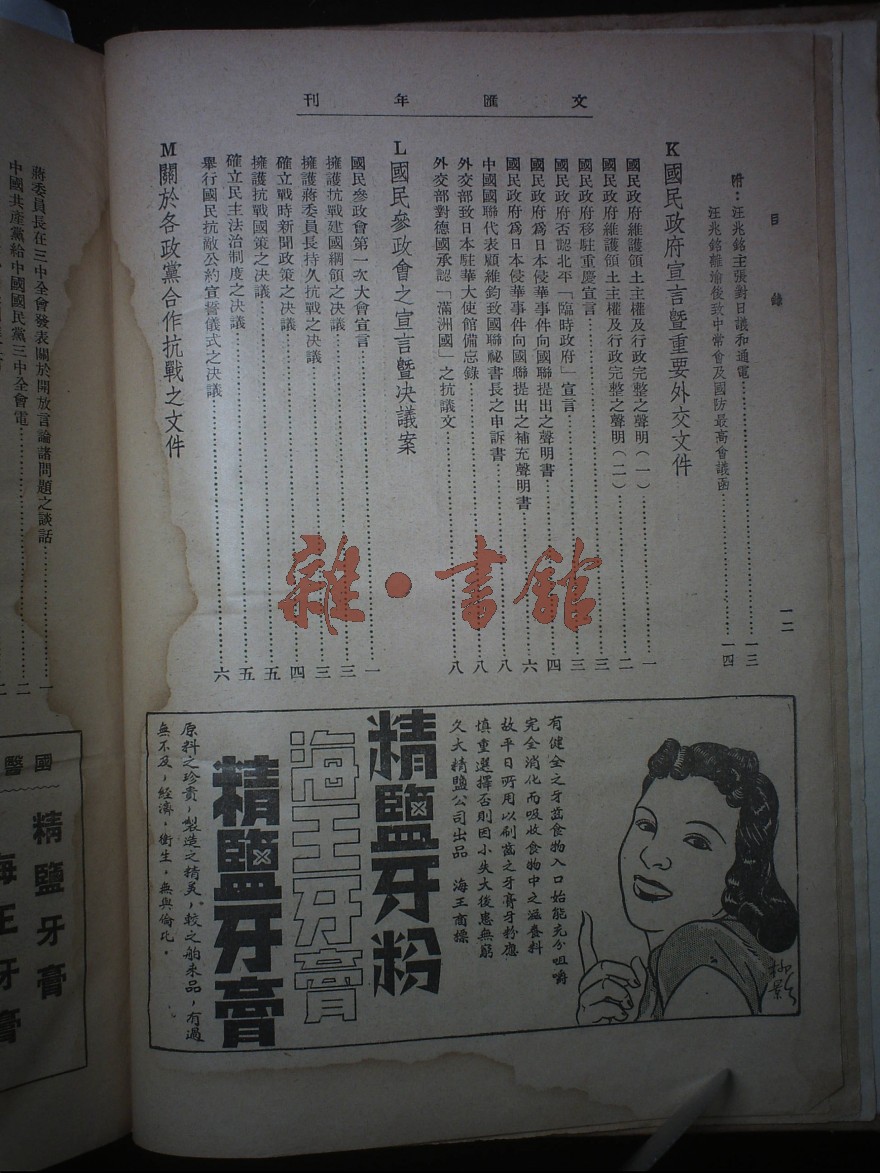 文匯年刊
目錄
一二
附：汪兆銘主張對日議和通電……一三
汪兆銘離渝後致中常會及國防最高會議函……一四
K 國民政府宣言暨重要外交文件
國民政府維護領土主權及行政完整之聲明（一）……一
國民政府維護領土主權及行政完整之聲明（二）……二
國民政府移駐重慶宣言……三
國民政府否認北平「臨時政府」宣言……三
國民政府爲日本侵華事件向國聯提出之聲明書……四
國民政府爲日本侵華事件向國聯提出之補充聲明書……六
中國國聯代表顧維鈞致國聯祕書長之申訴書……八
外交部致日本駐華大使館備忘錄……八
外交部對德國承認「滿洲國」之抗議文……八
L 國民參政會之宣言暨決議案
國民參政會第一次大會宣言……一
擁護抗戰建國綱領之決議……三
擁護蔣委員長持久抗戰之決議……三
確立戰時新聞政策之決議……四
擁護抗戰國策之決議……五
確立民主法治制度之決議……五
舉行國民抗敵公約宣誓儀式之決議……六
M 關於各政黨合作抗戰之文件
雜·書館
有健全之牙齒食物入口始能充分咀嚼
完全消化而吸收食物中之滋養料
故平日所用以刷齒之牙膏牙粉應
慎重選擇否則因小失大後患無窮
久大精鹽公司出品 海王商標
精鹽牙粉
海王牙膏
精鹽牙膏
原料之珍貴，製造之精美，較之舶來品，有過
無不及，經濟，衛生，無與倫比。
蔣委員長在三中全會發表關於開放言論諸問題之談話……一
中國共產黨給中國國民黨三中全會電……二
國醫
精鹽牙膏
海王牙膏